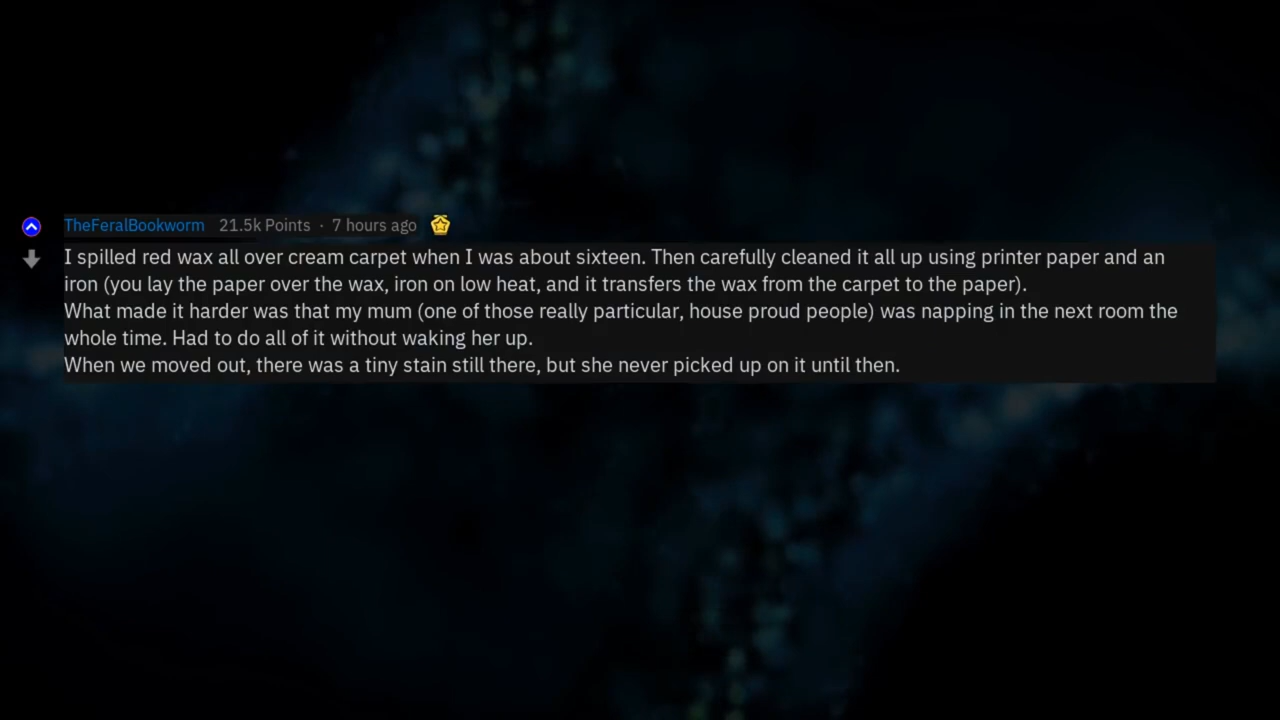 TheFeralBookworm 21.5k Points · 7 hours ago
I spilled red wax all over cream carpet when I was about sixteen. Then carefully cleaned it all up using printer paper and an
iron (you lay the paper over the wax, iron on low heat, and it transfers the wax from the carpet to the paper).
What made it harder was that my mum (one of those really particular, house proud people) was napping in the next room the
whole time. Had to do all of it without waking her up.
When we moved out, there was a tiny stain still there, but she never picked up on it until then.